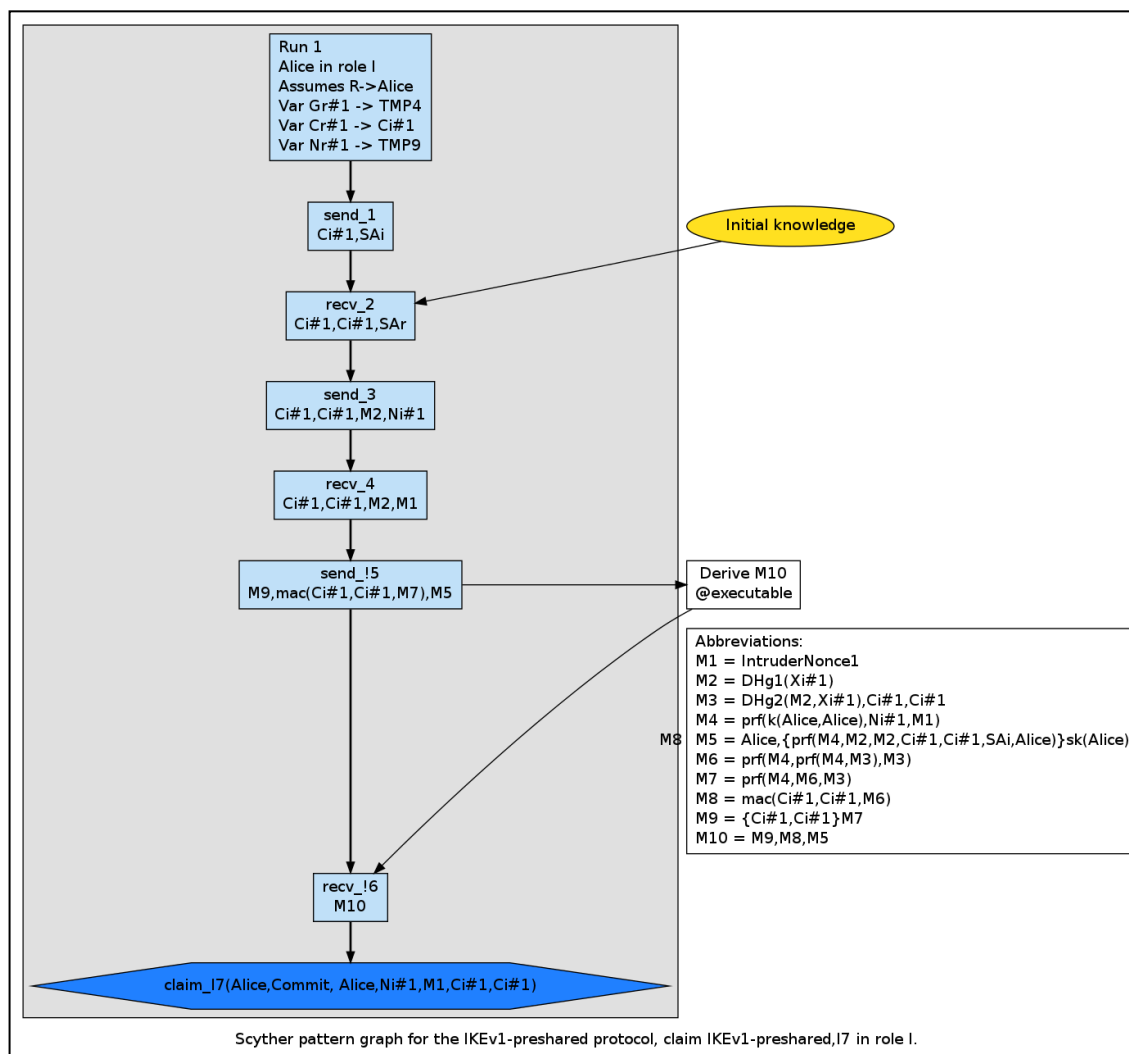 Run 1
Alice in role I
Assumes R->Alice
Var Gr#1 -> TMP4
Var Cr#1 -> Ci#1
Var Nr#1 -> TMP9
send_1
Ci#1,SAi
Initial knowledge
recv_2
Ci#1,Ci#1,SAr
send_3
Ci#1,Ci#1,M2,Ni#1
recv_4
Ci#1,Ci#1,M2,M1
send_!5
M9,mac(Ci#1,Ci#1,M7),M5
Derive M10
@executable
Abbreviations:
M1 = IntruderNonce1
M2 = DHg1(Xi#1)
M3 = DHg2(M2,Xi#1),Ci#1,Ci#1
M4 = prf(k(Alice,Alice),Ni#1,M1)
M8
M5 = Alice,{prf(M4,M2,M2,Ci#1,Ci#1,SAi,Alice)}sk(Alice)
M6 = prf(M4,prf(M4,M3),M3)
M7 = prf(M4,M6,M3)
M8 = mac(Ci#1,Ci#1,M6)
M9 = {Ci#1,Ci#1}M7
M10 = M9,M8,M5
recv_!6
M10
claim_I7(Alice,Commit, Alice,Ni#1,M1,Ci#1,Ci#1)
Scyther pattern graph for the IKEv1-preshared protocol, claim IKEv1-preshared,I7 in role I.